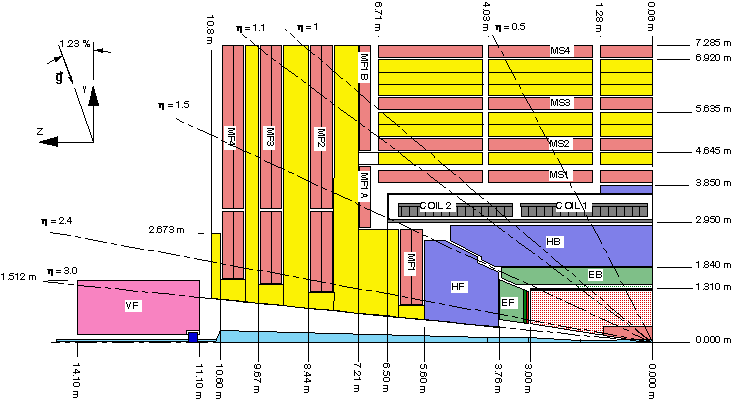 10.8 m
η = 1.1
η = 1
6.71 m
4.03 m
η = 0.5
1.28 m
0.06 m
1.23 %
g
Y
Z
7.285 m
6.920 m
5.635 m
4.645 m
3.850 m
2.950 m
1.840 m
1.310 m
0.000 m
MS4
MS3
MS2
MS1
η = 1.5
MF4
MF3
MF2
MF1B
MF1A
MF1
COIL 2
COIL 1
HB
EB
HF
EF
η = 2.4
2.673 m
1.512 m
η = 3.0
VF
14.10 m
11.10 m
10.60 m
9.67 m
8.44 m
7.21 m
6.50 m
5.60 m
3.76 m
3.00 m
0.000 m